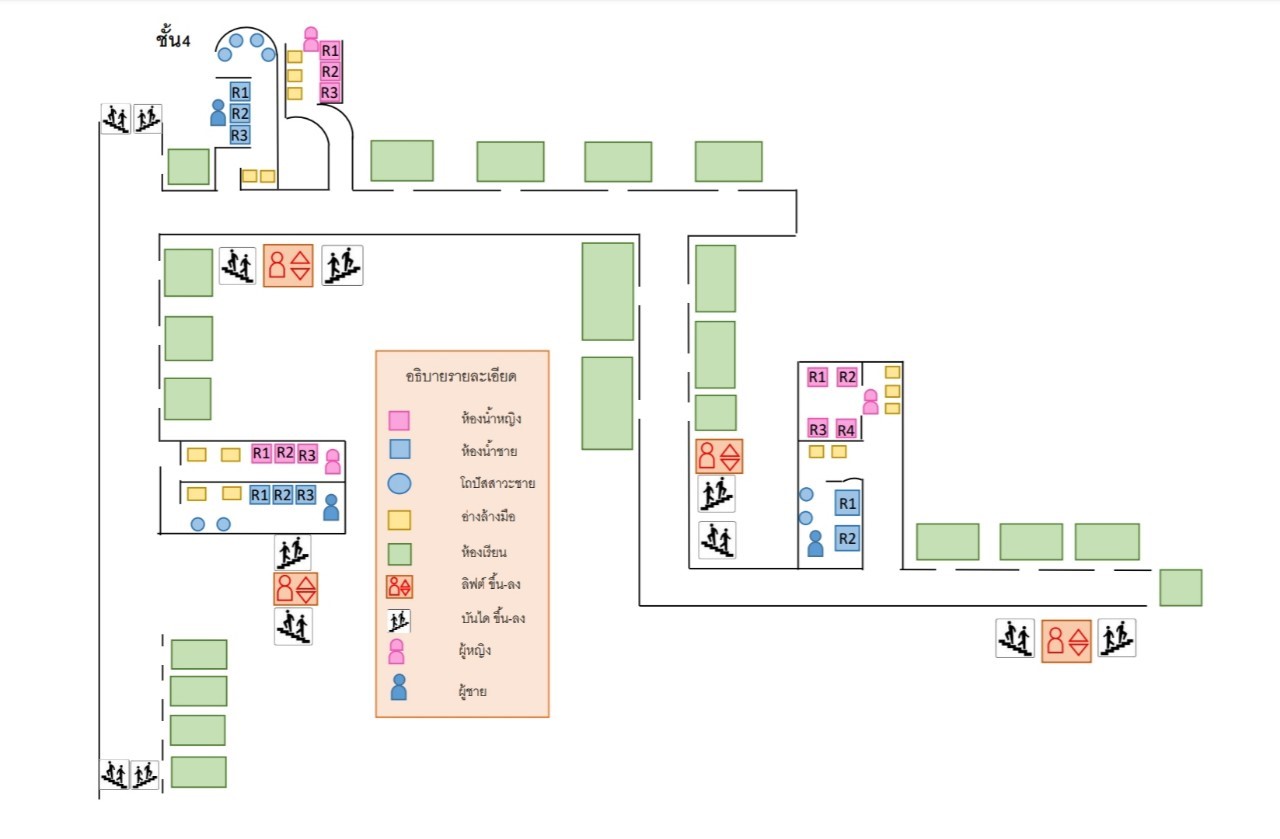 ชั้น4
R1
R2
R3
R1
R2
R3
R1 R2
R3 R4
R1
R2
R1 R2 R3
R1 R2 R3
อธิบายรายละเอียด
ห้องน้ำหญิง
ห้องน้ำชาย
โถปัสสาวะชาย
อ่างล้างมือ
ห้องเรียน
ลิฟต์ ขึ้น-ลง
บันได ขึ้น-ลง
ผู้หญิง
ผู้ชาย